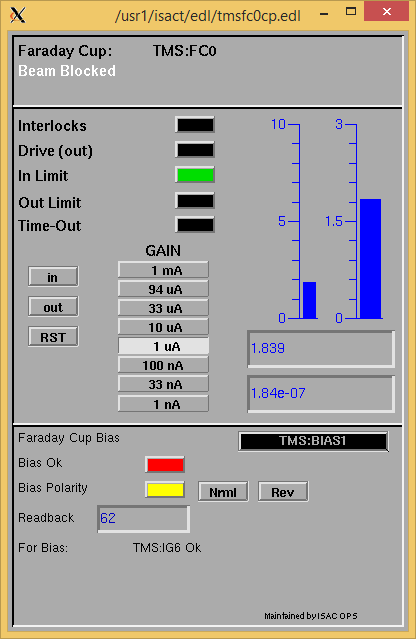 /usr1/isact/edl/tmsfc0cp.edl
Faraday Cup: TMS:FC0
Beam Blocked
Interlocks
Drive (out)
In Limit
Out Limit
Time-Out
10
5
0
3
1.5
0
GAIN
1 mA
94 uA
33 uA
10 uA
1 uA
100 nA
33 nA
1 nA
in
out
RST
1.839
1.84e-07
Faraday Cup Bias TMS:BIAS1
Bias Ok
Bias Polarity Nrml Rev
Readback 62
For Bias: TMS:IG6 Ok
Maintained by ISAC OPS